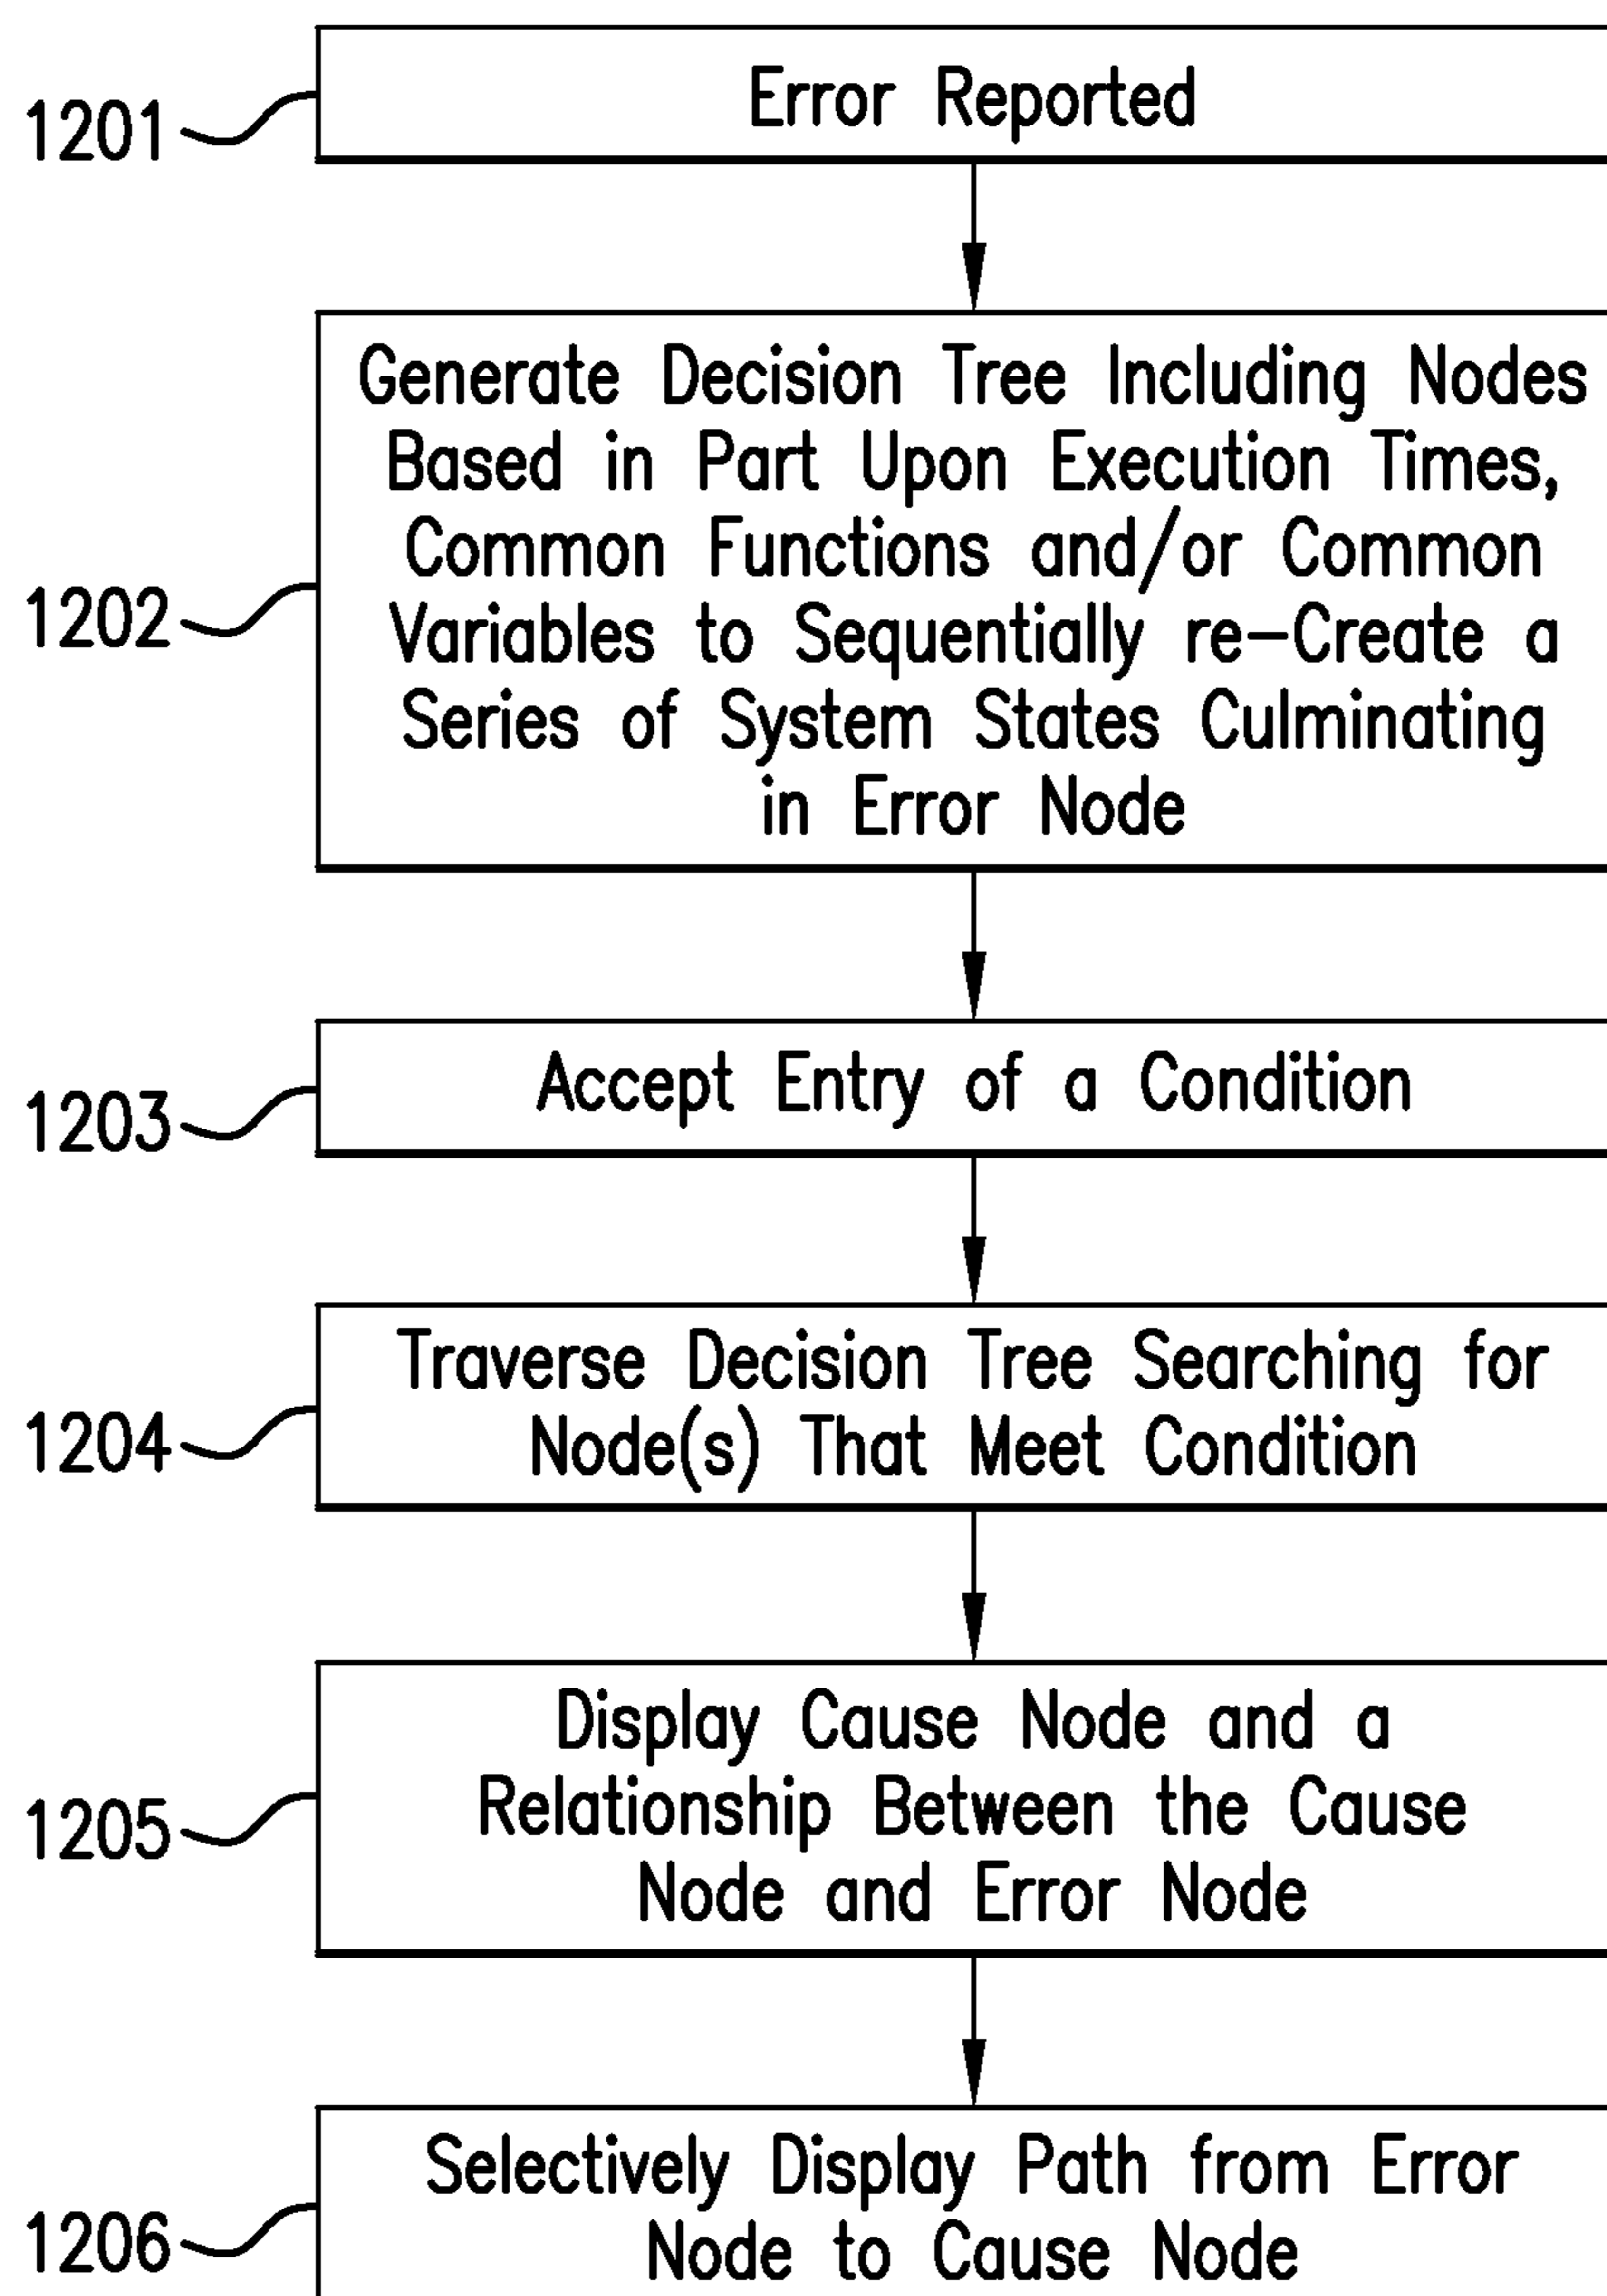 1201
Error Reported
1202
Generate Decision Tree Including Nodes
Based in Part Upon Execution Times,
Common Functions and/or Common
Variables to Sequentially re-Create a
Series of System States Culminating
in Error Node
1203
Accept Entry of a Condition
1204
Traverse Decision Tree Searching for
Node(s) That Meet Condition
1205
Display Cause Node and a
Relationship Between the Cause
Node and Error Node
1206
Selectively Display Path from Error
Node to Cause Node